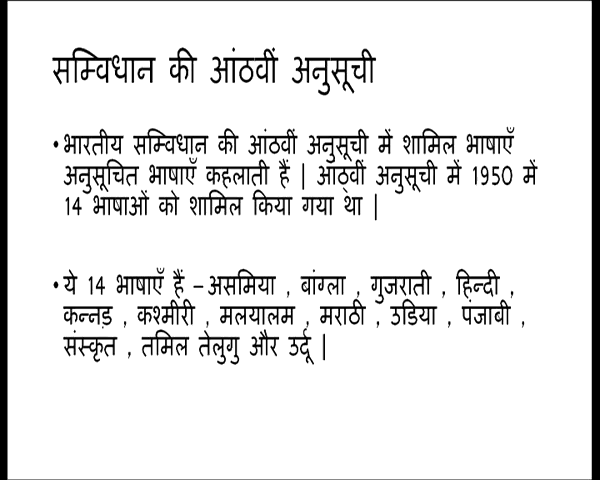 सम्विधान की आंठवीं अनुसूची
• भारतीय सम्विधान की आंठवीं अनुसूची में शामिल भाषाएँ
अनुसूचित भाषाएँ कहलाती हैं | आठ्वीं अनुसूची में 1950 में
14 भाषाओं को शामिल किया गया था |
• ये 14 भाषाएँ हैं – असमिया , बांग्ला , गुजराती , हिन्दी ,
कन्नड़ , कश्मीरी , मलयालम , मराठी , उडिया , पंजाबी ,
संस्कृत , तमिल तेलुगु और उर्दू |